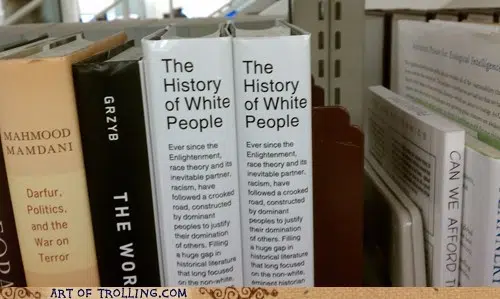 MAHMOOD
MAMDANI
Darfur,
Politics,
and the
War on
Terror
GRZYB
THE WOR
The
History
of White
People
Ever since the
Enlightenment,
race theory and its
inevitable partner,
racism, have
followed a crooked
road, constructed
by dominant
peoples to justify
their domination
of others. Filling
a huge gap in
historical literature
that long focused
on the non-white,
The
History
of White
People
Ever since the
Enlightenment,
race theory and its
inevitable partner,
racism, have
followed a crooked
road, constructed
by dominant
peoples to justify
their domination
of others. Filling
a huge gap in
historical literature
that long focused
on the non-white,
eminent historian
CAN WE AFFORD
ART OF TROLLING.COM